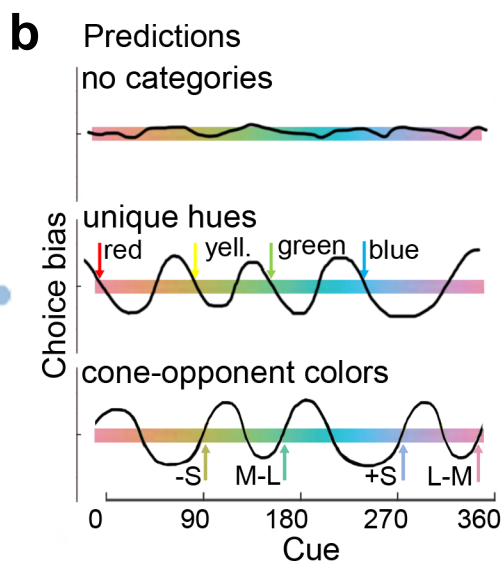 b Predictions
no categories
unique hues
red yell. green blue
Choice bias
cone-opponent colors
-S M-L +S L-M
0 90 180 270 360
Cue